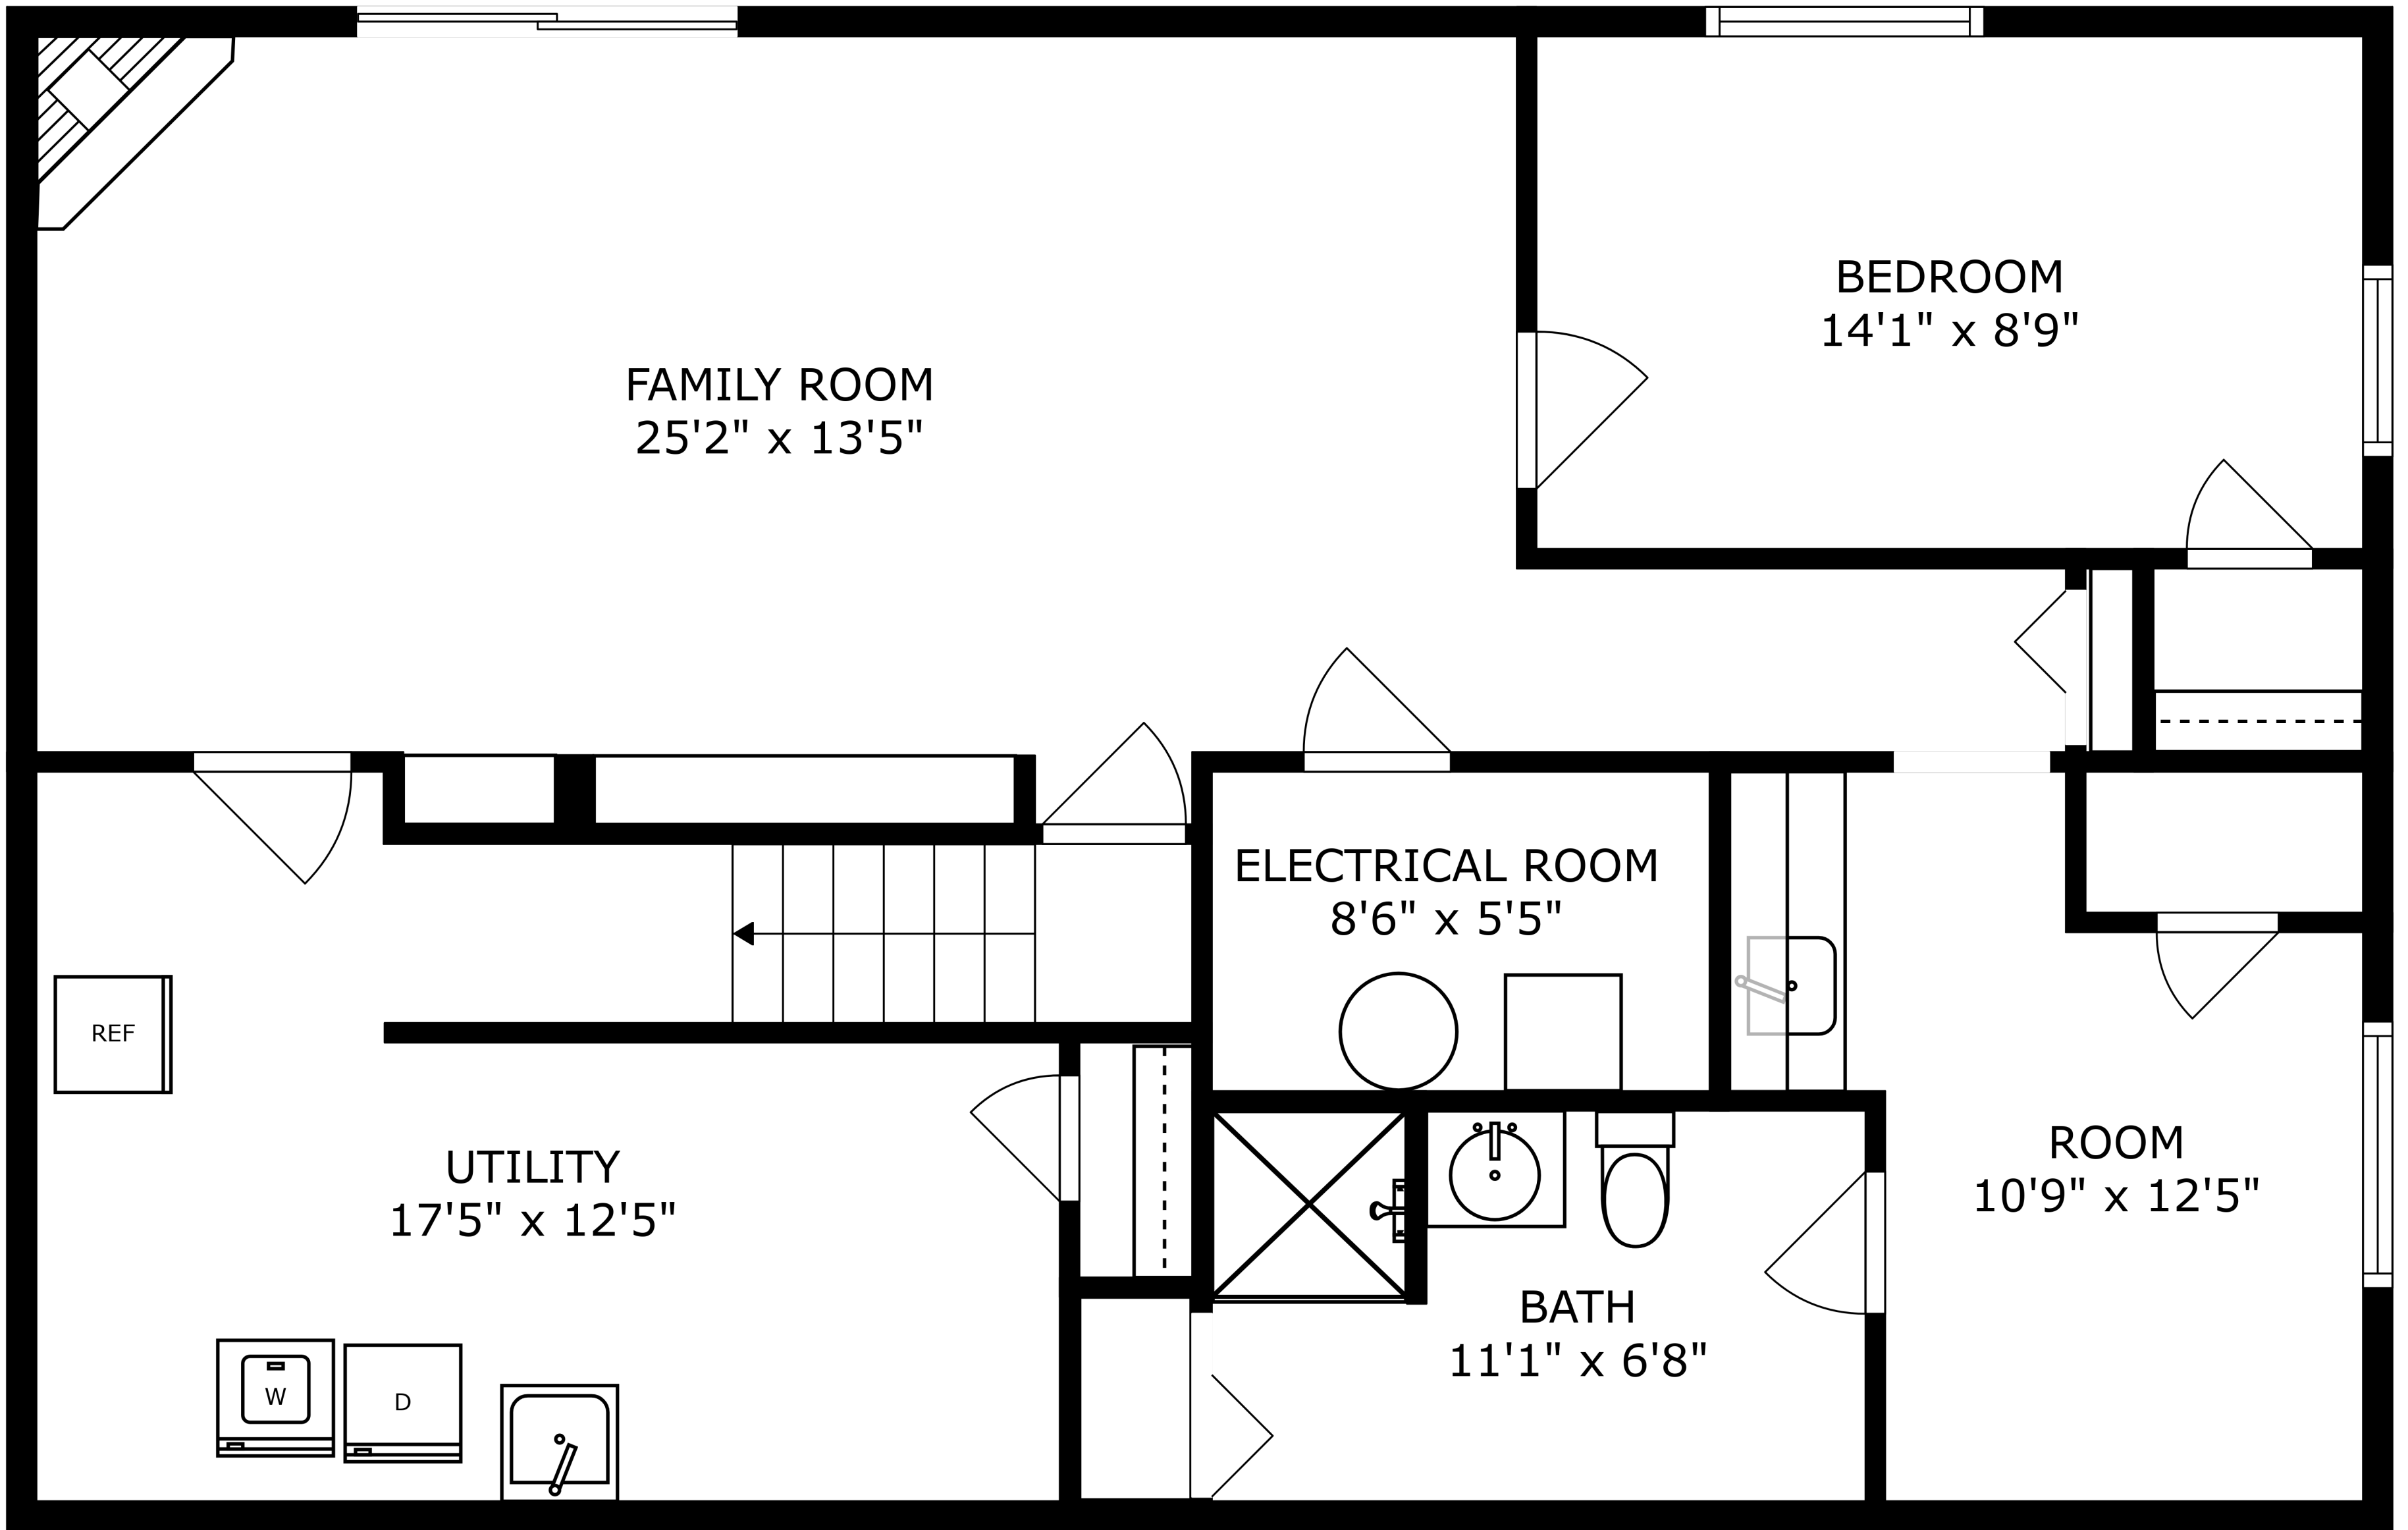 BEDROOM
14'1" x 8'9"
FAMILY ROOM
25'2" x 13'5"
ELECTRICAL ROOM
8'6" x 5'5"
REF
UTILITY
17'5" x 12'5"
ROOM
10'9" x 12'5"
BATH
11'1" x 6'8"
W
D